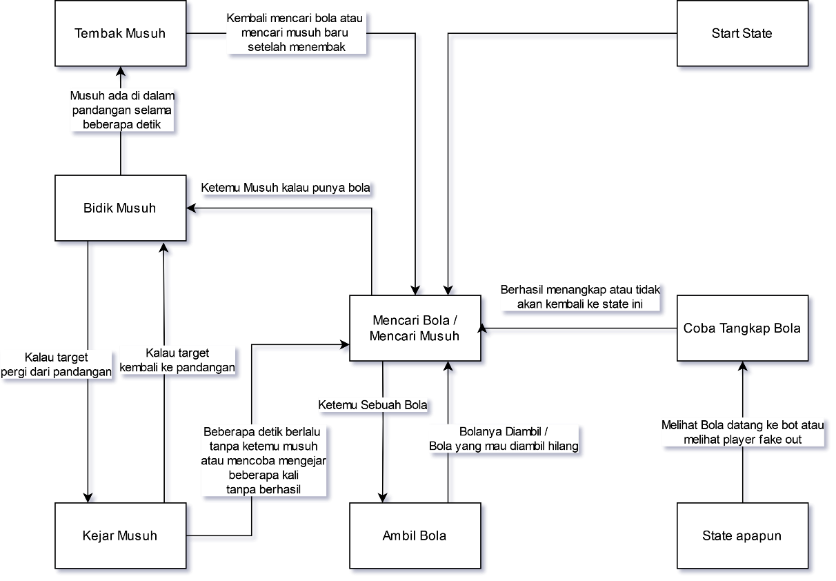 Tembak Musuh
Kembali mencari bola atau
mencari musuh baru
setelah menembak
Start State
Musuh ada di dalam
pandangan selama
beberapa detik
Bidik Musuh
Ketemu Musuh kalau punya bola
Berhasil menangkap atau tidak
akan kembali ke state ini
Mencari Bola /
Mencari Musuh
Coba Tangkap Bola
Kalau target
pergi dari pandangan
Kalau target
kembali ke pandangan
Ketemu Sebuah Bola
Beberapa detik berlalu
tanpa ketemu musuh
atau mencoba mengejar
beberapa kali
tanpa berhasil
Bolanya Diambil /
Bola yang mau diambil hilang
Melihat Bola datang ke bot atau
melihat player fake out
Kejar Musuh
Ambil Bola
State apapun